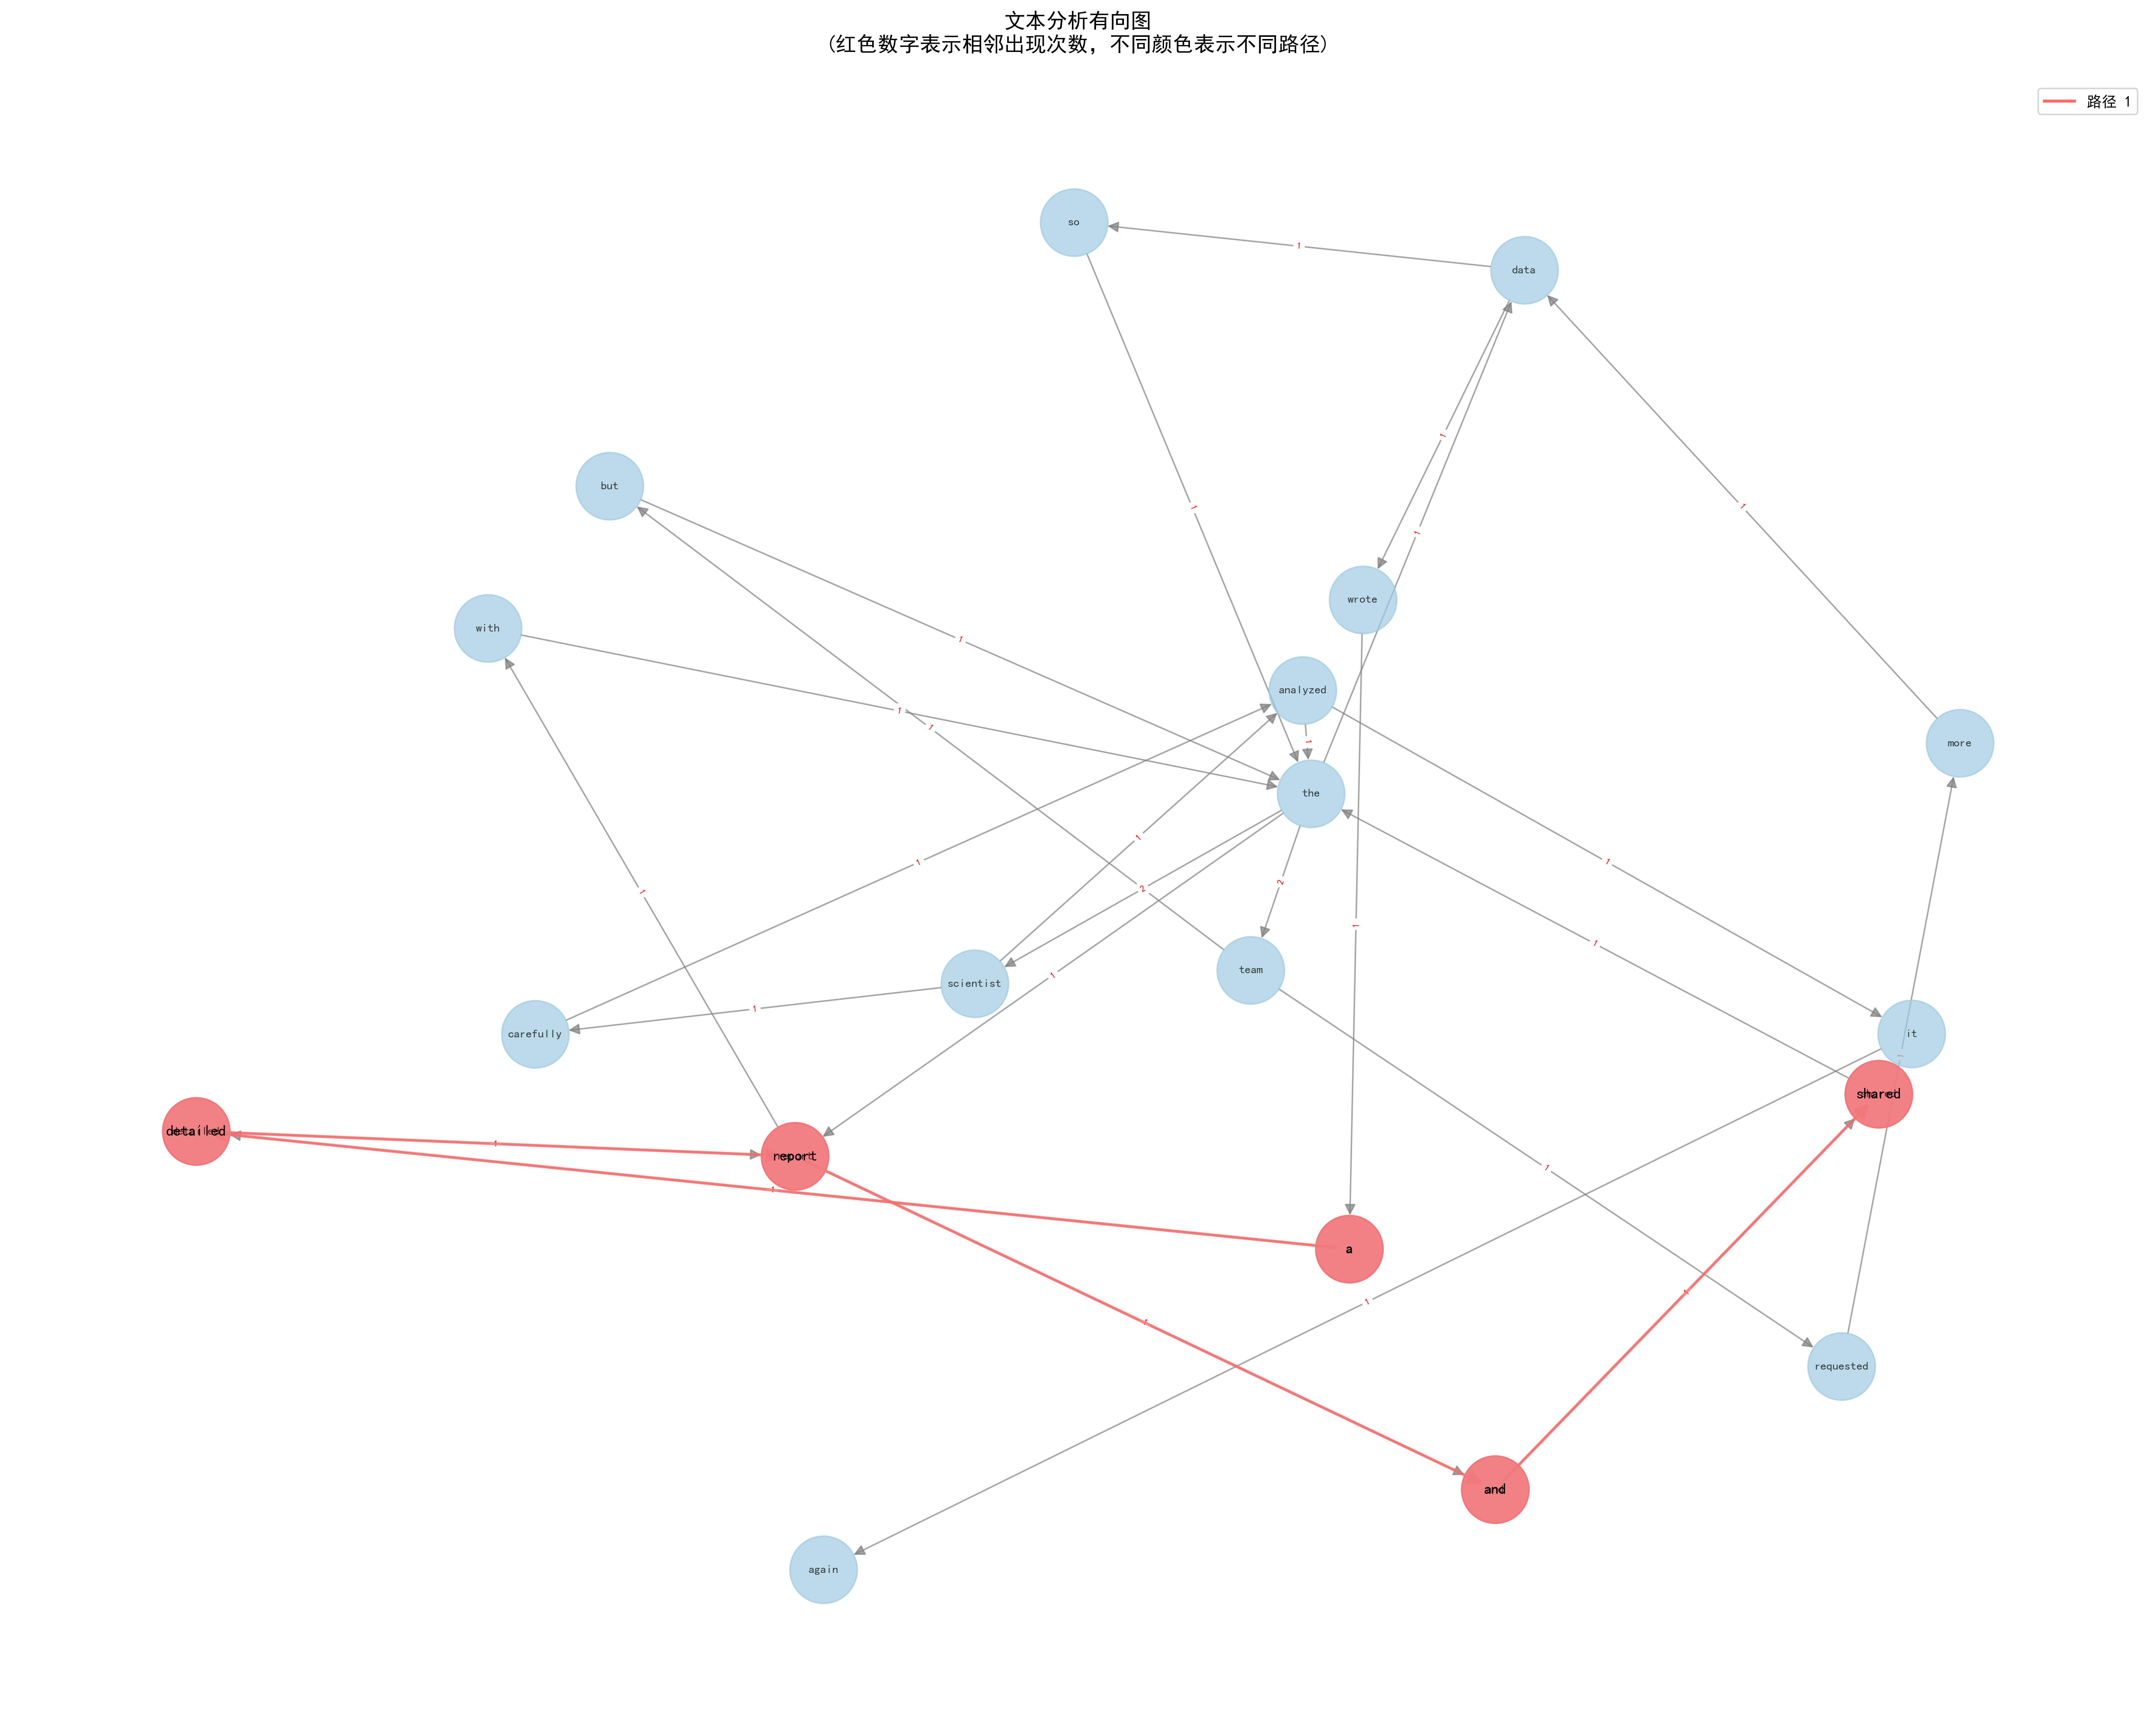 文本分析有向图
(红色数字表示相邻出现次数，不同颜色表示不同路径)
路径 1
so
1
data
1
but
1
1
1
with
wrote
1
analyzed
1
1
1
more
the
1
1
1
2
2
1
1
1
1
team
scientist
1
1
carefully
it
1
shared
detailed
1
report
1
1
a
1
1
1
requested
and
again